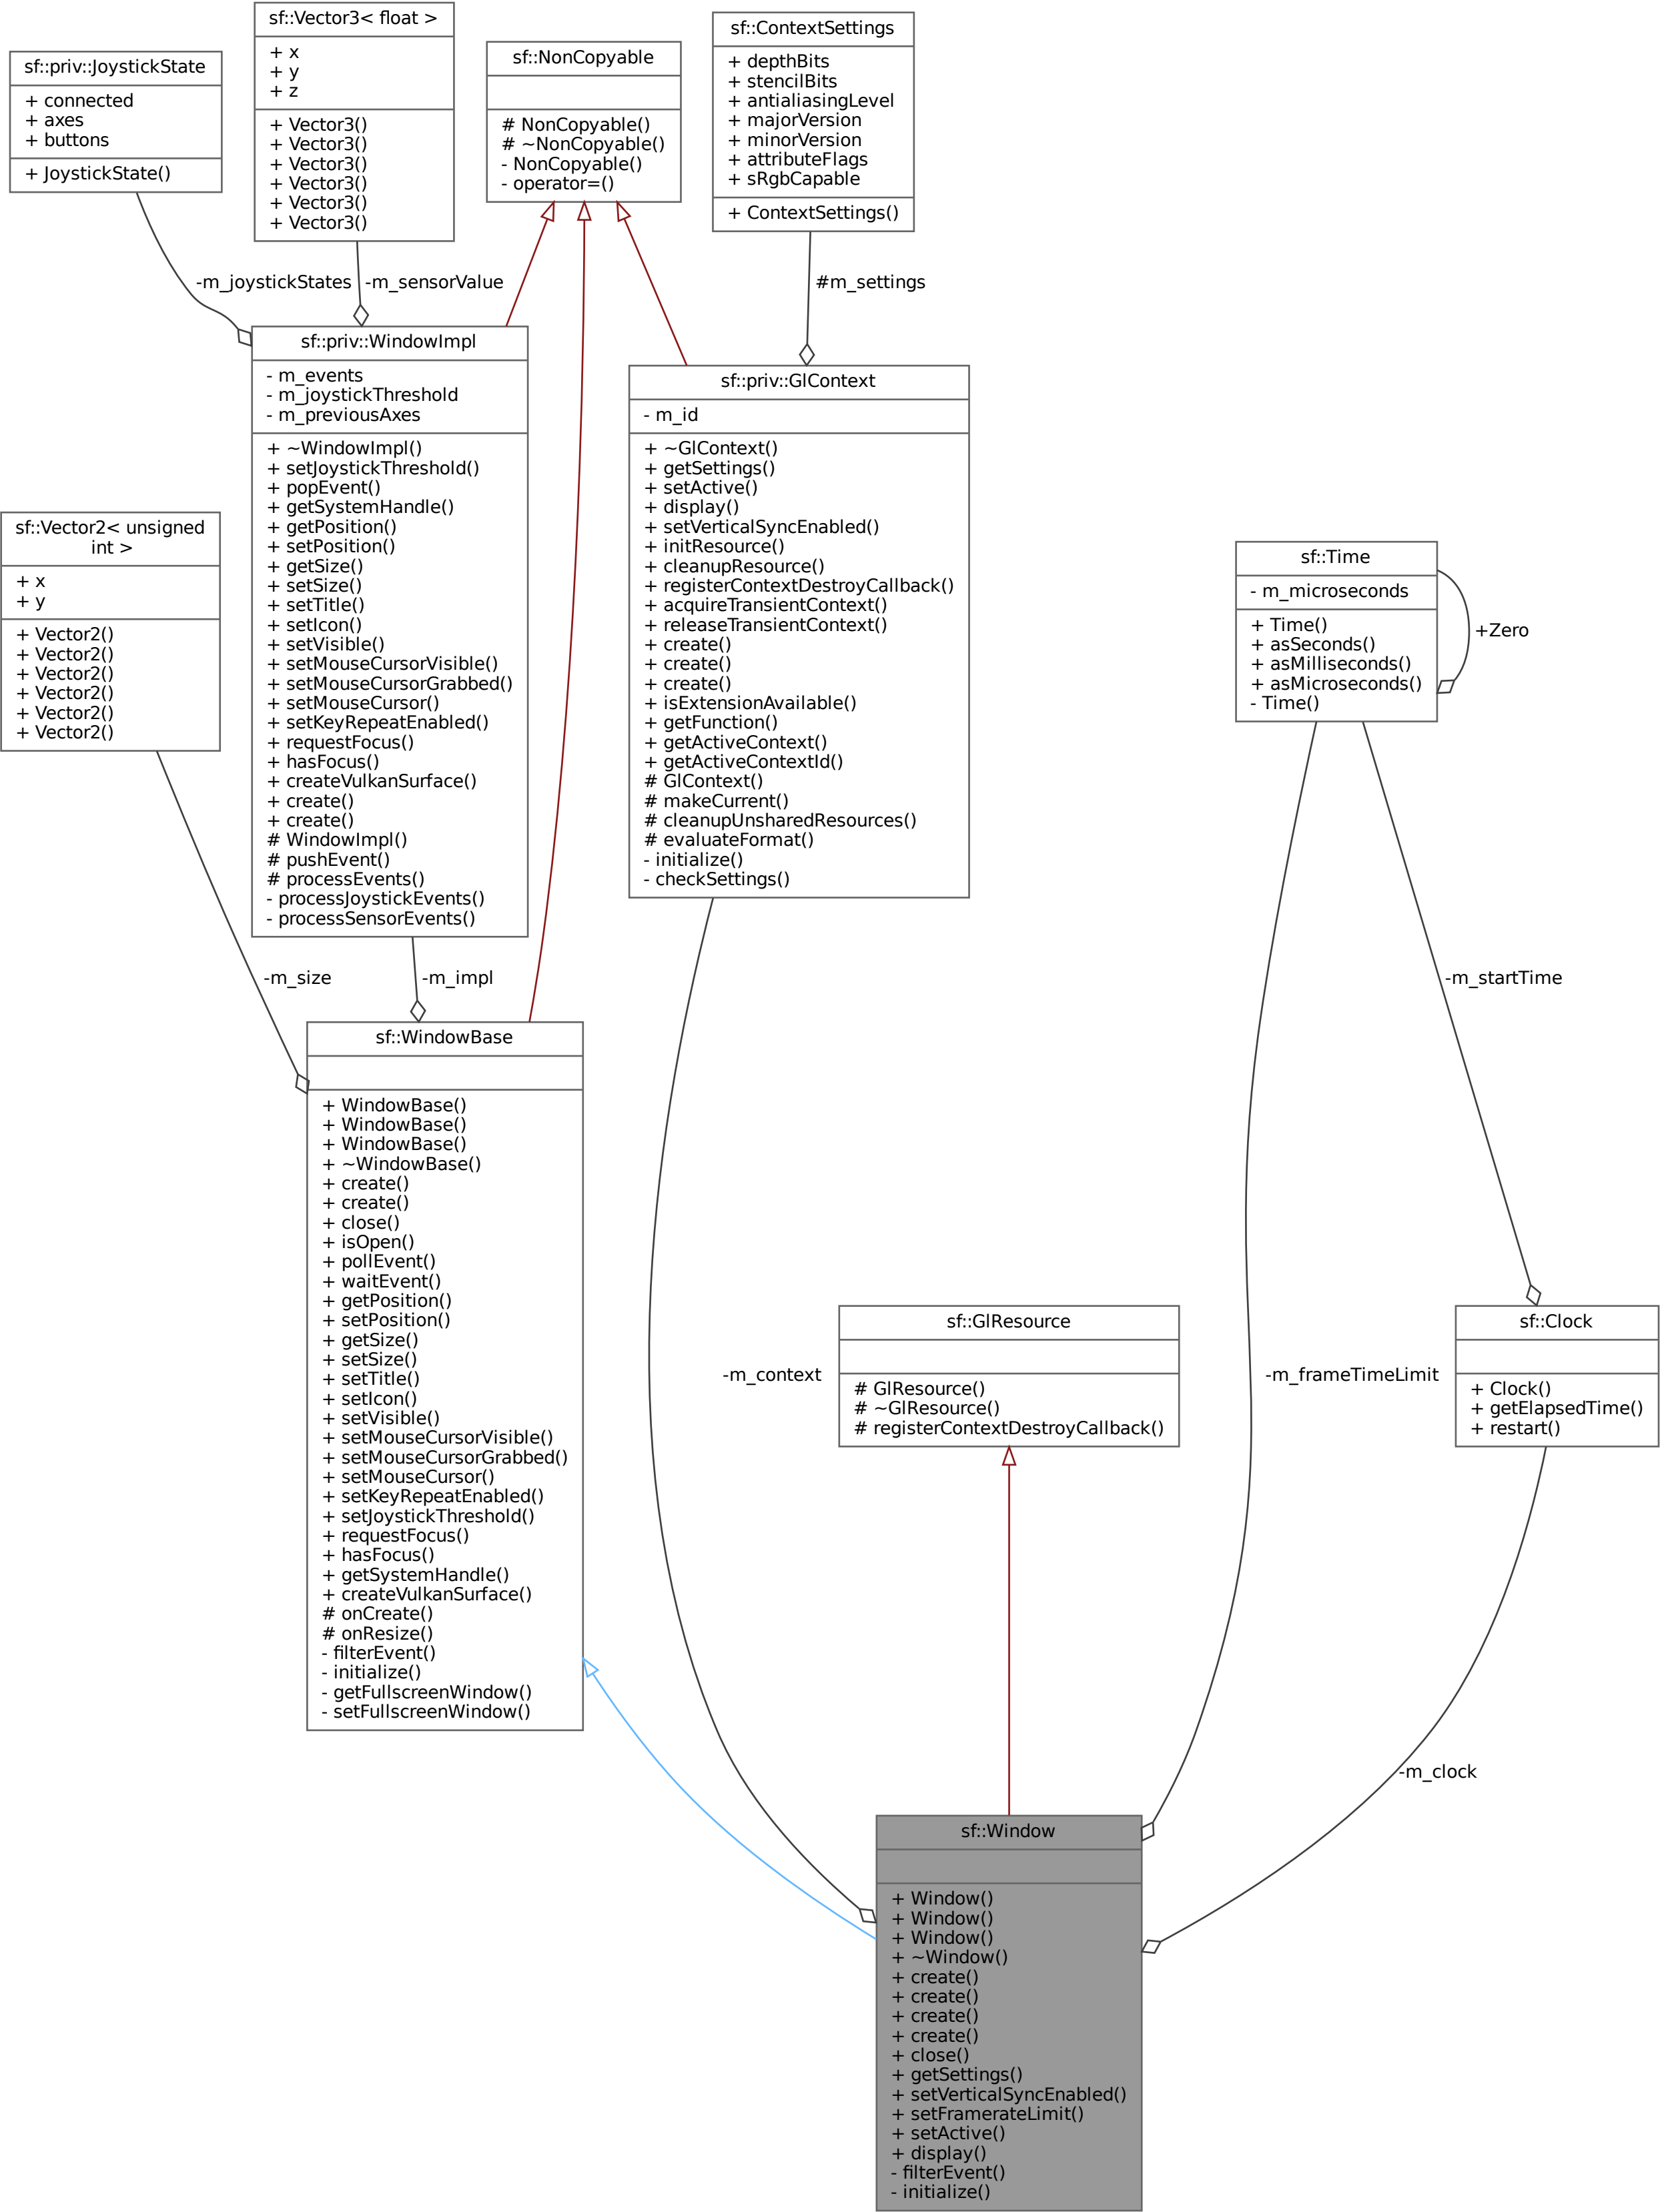 sf::Vector3< float >
+ x
+ y
+ z
+ Vector3()
+ Vector3()
+ Vector3()
+ Vector3()
+ Vector3()
+ Vector3()
sf::priv::JoystickState
+ connected
+ axes
+ buttons
+ JoystickState()
sf::NonCopyable
# NonCopyable()
# ~NonCopyable()
- NonCopyable()
- operator=()
sf::ContextSettings
+ depthBits
+ stencilBits
+ antialiasingLevel
+ majorVersion
+ minorVersion
+ attributeFlags
+ sRgbCapable
+ ContextSettings()
-m_joystickStates
-m_sensorValue
#m_settings
sf::priv::WindowImpl
- m_events
- m_joystickThreshold
- m_previousAxes
+ ~WindowImpl()
+ setJoystickThreshold()
+ popEvent()
+ getSystemHandle()
+ getPosition()
+ setPosition()
+ getSize()
+ setSize()
+ setTitle()
+ setIcon()
+ setVisible()
+ setMouseCursorVisible()
+ setMouseCursorGrabbed()
+ setMouseCursor()
+ setKeyRepeatEnabled()
+ requestFocus()
+ hasFocus()
+ createVulkanSurface()
+ create()
+ create()
# WindowImpl()
# pushEvent()
# processEvents()
- processJoystickEvents()
- processSensorEvents()
sf::priv::GlContext
- m_id
+ ~GlContext()
+ getSettings()
+ setActive()
+ display()
+ setVerticalSyncEnabled()
+ initResource()
+ cleanupResource()
+ registerContextDestroyCallback()
+ acquireTransientContext()
+ releaseTransientContext()
+ create()
+ create()
+ create()
+ isExtensionAvailable()
+ getFunction()
+ getActiveContext()
+ getActiveContextId()
# GlContext()
# makeCurrent()
# cleanupUnsharedResources()
# evaluateFormat()
- initialize()
- checkSettings()
sf::Vector2< unsigned
int >
+ x
+ y
+ Vector2()
+ Vector2()
+ Vector2()
+ Vector2()
+ Vector2()
+ Vector2()
sf::Time
- m_microseconds
+ Time()
+ asSeconds()
+ asMilliseconds()
+ asMicroseconds()
- Time()
+Zero
-m_size
-m_impl
-m_startTime
sf::WindowBase
+ WindowBase()
+ WindowBase()
+ WindowBase()
+ ~WindowBase()
+ create()
+ create()
+ close()
+ isOpen()
+ pollEvent()
+ waitEvent()
+ getPosition()
+ setPosition()
+ getSize()
+ setSize()
+ setTitle()
+ setIcon()
+ setVisible()
+ setMouseCursorVisible()
+ setMouseCursorGrabbed()
+ setMouseCursor()
+ setKeyRepeatEnabled()
+ setJoystickThreshold()
+ requestFocus()
+ hasFocus()
+ getSystemHandle()
+ createVulkanSurface()
# onCreate()
# onResize()
- filterEvent()
- initialize()
- getFullscreenWindow()
- setFullscreenWindow()
-m_context
sf::GlResource
# GlResource()
# ~GlResource()
# registerContextDestroyCallback()
-m_frameTimeLimit
sf::Clock
+ Clock()
+ getElapsedTime()
+ restart()
-m_clock
sf::Window
+ Window()
+ Window()
+ Window()
+ ~Window()
+ create()
+ create()
+ create()
+ create()
+ close()
+ getSettings()
+ setVerticalSyncEnabled()
+ setFramerateLimit()
+ setActive()
+ display()
- filterEvent()
- initialize()